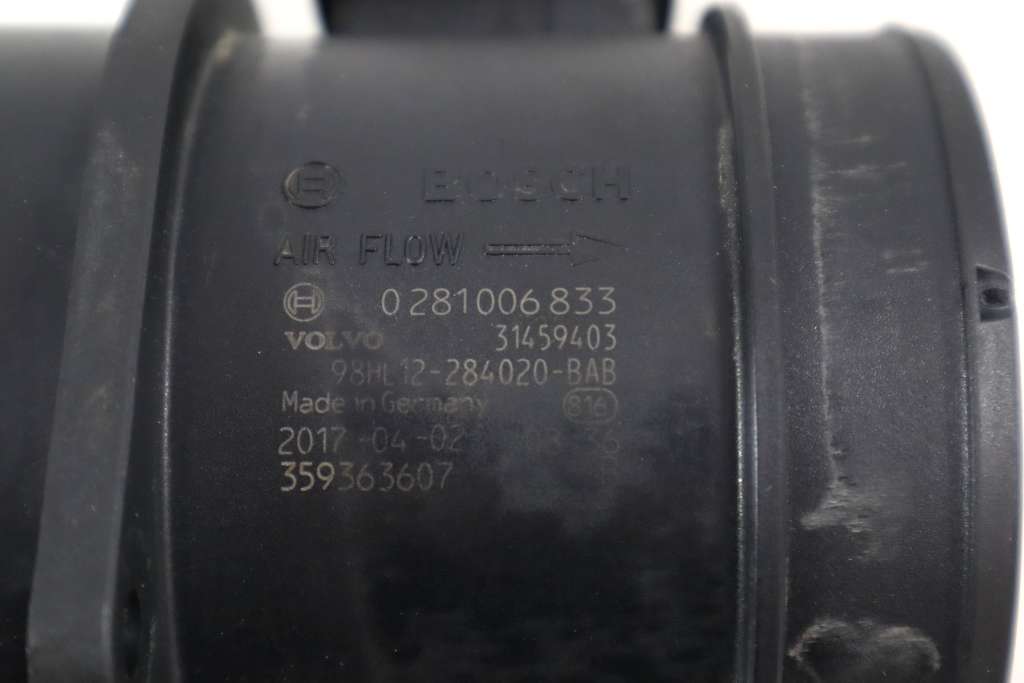 BOSCH
AIR FLOW
0 281 006 833
VOLVO 31459403
98HL12-284020-BAB
Made in Germany 816
2017-04-02
359363607